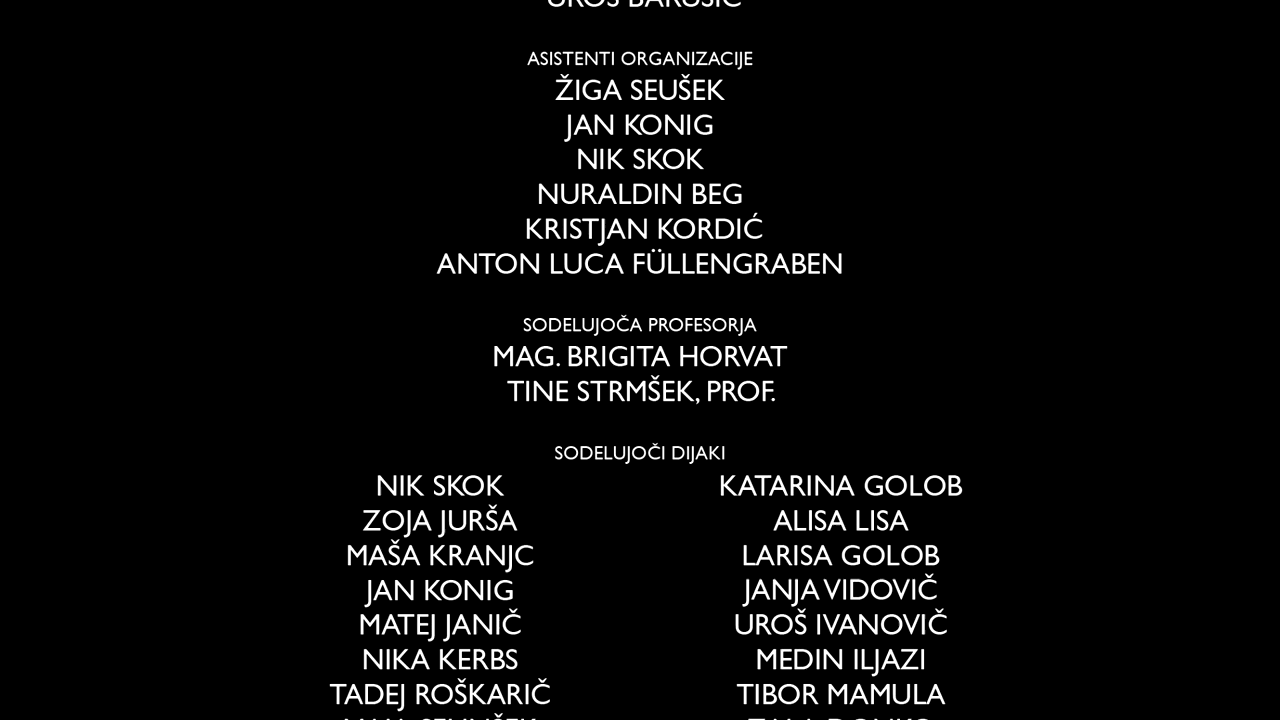 ASISTENTI ORGANIZACIJE
ŽIGA SEUŠEK
JAN KONIG
NIK SKOK
NURALDIN BEG
KRISTJAN KORDIĆ
ANTON LUCA FÜLLENGRABEN
SODELUJOČA PROFESORJA
MAG. BRIGITA HORVAT
TINE STRMŠEK, PROF.
SODELUJOČI DIJAKI
NIK SKOK
ZOJA JURŠA
MAŠA KRANJC
JAN KONIG
MATEJ JANIČ
NIKA KERBS
TADEJ ROŠKARIČ
KATARINA GOLOB
ALISA LISA
LARISA GOLOB
JANJA VIDOVIČ
UROŠ IVANOVIČ
MEDIN ILJAZI
TIBOR MAMULA